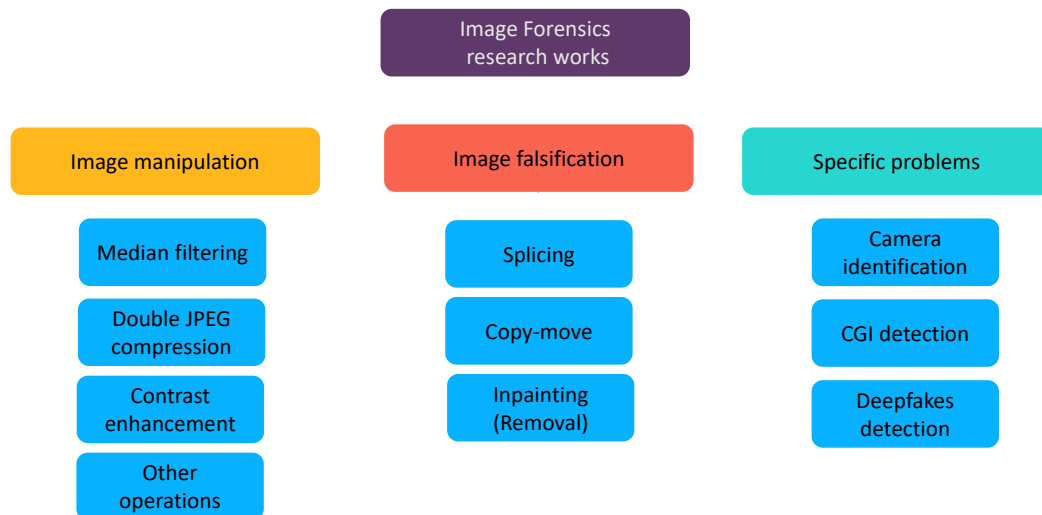 Image Forensics
research works
Image manipulation
Median filtering
Double JPEG
compression
Contrast
enhancement
Other
operations
Image falsification
Splicing
Copy-move
Inpainting
(Removal)
Specific problems
Camera
identification
CGI detection
Deepfakes
detection